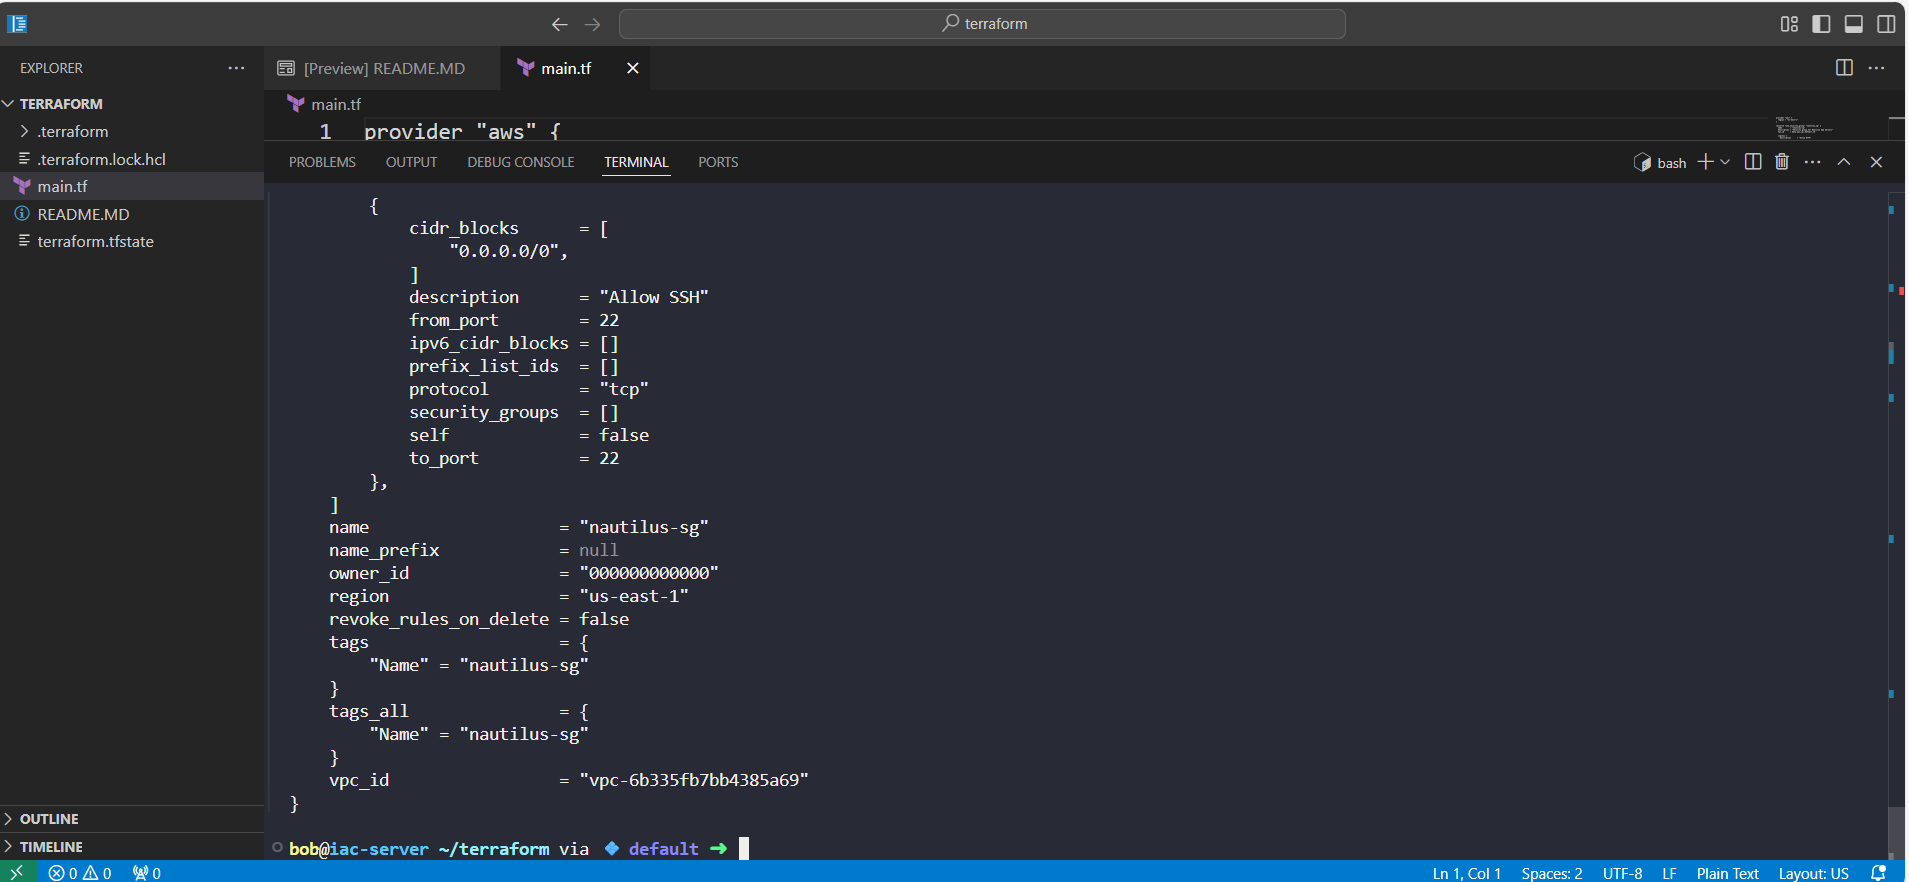 terraform
EXPLORER
[Preview] README.MD
main.tf
TERRAFORM
.terraform
.terraform.lock.hcl
main.tf
README.MD
terraform.tfstate
OUTLINE
TIMELINE
main.tf
1 provider "aws" {
PROBLEMS OUTPUT DEBUG CONSOLE TERMINAL PORTS
bash
{
cidr_blocks = [
"0.0.0.0/0",
]
description = "Allow SSH"
from_port = 22
ipv6_cidr_blocks = []
prefix_list_ids = []
protocol = "tcp"
security_groups = []
self = false
to_port = 22
},
]
name = "nautilus-sg"
name_prefix = null
owner_id = "000000000000"
region = "us-east-1"
revoke_rules_on_delete = false
tags = {
"Name" = "nautilus-sg"
}
tags_all = {
"Name" = "nautilus-sg"
}
vpc_id = "vpc-6b335fb7bb4385a69"
}
bob@iac-server ~/terraform via default
0 0 0
Ln 1, Col 1 Spaces: 2 UTF-8 LF Plain Text Layout: US